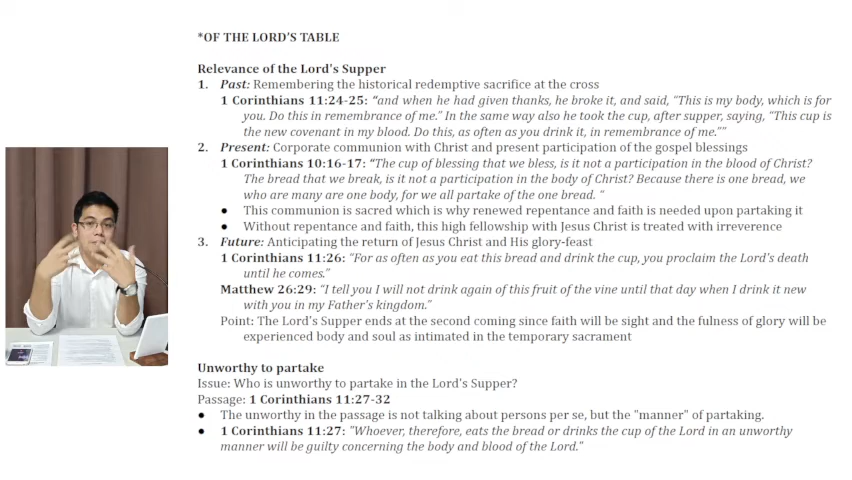 *OF THE LORD'S TABLE
Relevance of the Lord's Supper
1. Past: Remembering the historical redemptive sacrifice at the cross
1 Corinthians 11:24-25: "and when he had given thanks, he broke it, and said, "This is my body, which is for
you. Do this in remembrance of me." In the same way also he took the cup, after supper, saying, "This cup is
the new covenant in my blood. Do this, as often as you drink it, in remembrance of me.""
2. Present: Corporate communion with Christ and present participation of the gospel blessings
1 Corinthians 10:16-17: "The cup of blessing that we bless, is it not a participation in the blood of Christ?
The bread that we break, is it not a participation in the body of Christ? Because there is one bread, we
who are many are one body, for we all partake of the one bread. "
● This communion is sacred which is why renewed repentance and faith is needed upon partaking it
● Without repentance and faith, this high fellowship with Jesus Christ is treated with irreverence
3. Future: Anticipating the return of Jesus Christ and His glory-feast
1 Corinthians 11:26: "For as often as you eat this bread and drink the cup, you proclaim the Lord's death
until he comes."
Matthew 26:29: "I tell you I will not drink again of this fruit of the vine until that day when I drink it new
with you in my Father's kingdom."
Point: The Lord's Supper ends at the second coming since faith will be sight and the fulness of glory will be
experienced body and soul as intimated in the temporary sacrament
Unworthy to partake
Issue: Who is unworthy to partake in the Lord's Supper?
Passage: 1 Corinthians 11:27-32
● The unworthy in the passage is not talking about persons per se, but the "manner" of partaking.
● 1 Corinthians 11:27: "Whoever, therefore, eats the bread or drinks the cup of the Lord in an unworthy
manner will be guilty concerning the body and blood of the Lord."